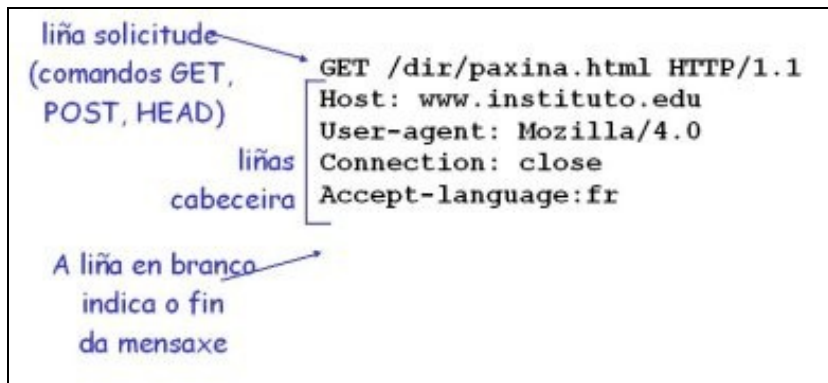 liña solicitude
(comandos GET,
POST, HEAD)
GET /dir/paxina.html HTTP/1.1
Host: www.instituto.edu
User-agent: Mozilla/4.0
Connection: close
Accept-language:fr
liñas
cabeceira
A liña en branco
indica o fin
da mensaxe